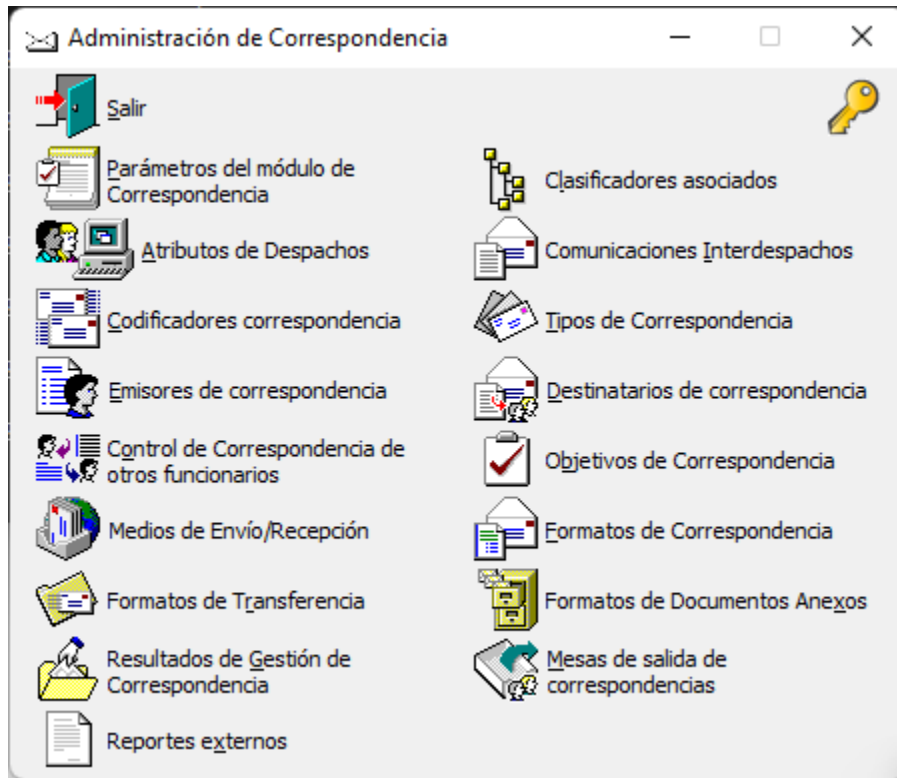 Administración de Correspondencia
Salir
Parámetros del módulo de
Correspondencia
Clasificadores asociados
Atributos de Despachos
Comunicaciones Interdespachos
Codificadores correspondencia
Tipos de Correspondencia
Emisores de correspondencia
Destinatarios de correspondencia
Control de Correspondencia de
otros funcionarios
Objetivos de Correspondencia
Medios de Envío/Recepción
Formatos de Correspondencia
Formatos de Transferencia
Formatos de Documentos Anexos
Resultados de Gestión de
Correspondencia
Mesas de salida de
correspondencias
Reportes externos